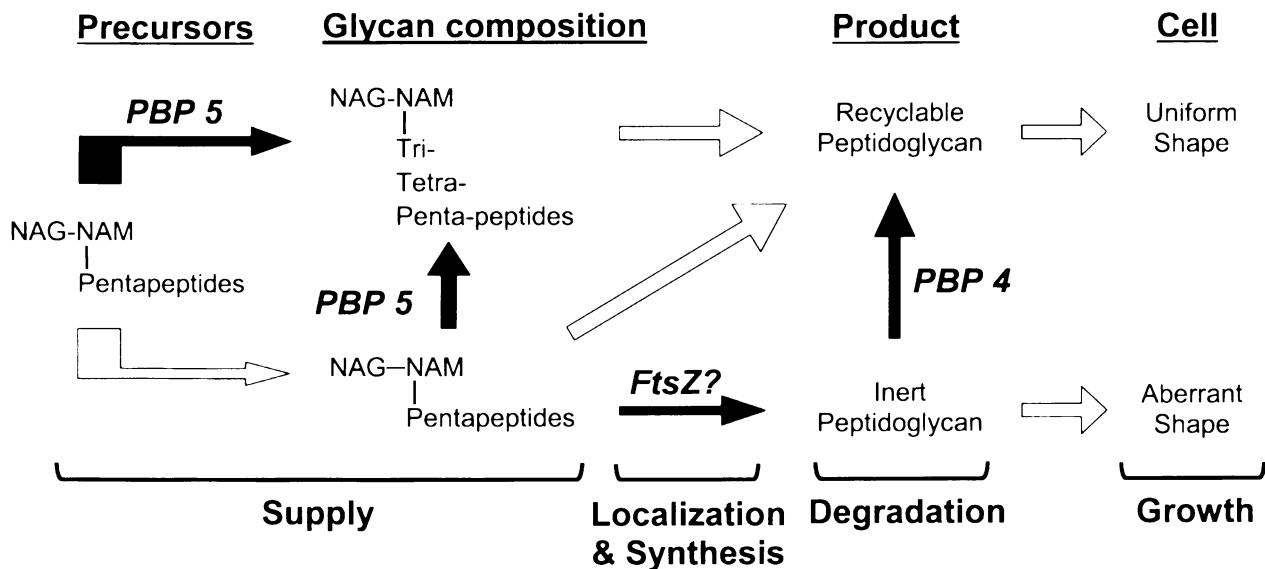 Precursors
Glycan composition
Product
Cell
PBP 5
NAG-NAM
Tri-
Tetra-
Penta-peptides
Recyclable
Peptidoglycan
Uniform
Shape
NAG-NAM
Pentapeptides
PBP 5
PBP 4
NAG-NAM
Pentapeptides
FtsZ?
Inert
Peptidoglycan
Aberrant
Shape
Supply
Localization
& Synthesis
Degradation
Growth